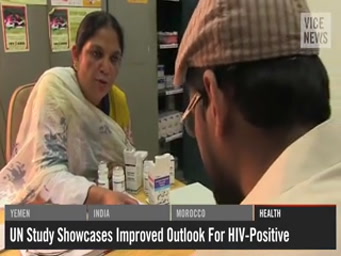 VICE
NEWS
YEMEN INDIA MOROCCO HEALTH
UN Study Showcases Improved Outlook For HIV-Positive